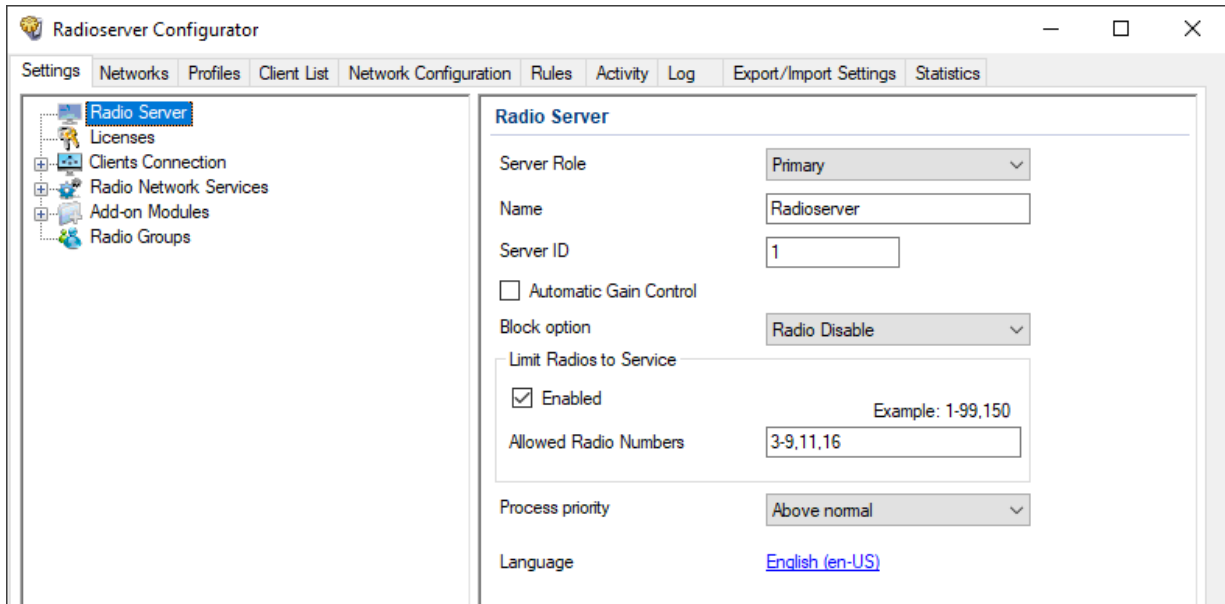 Radioserver Configurator
Settings Networks Profiles Client List Network Configuration Rules Activity Log Export/Import Settings Statistics
Radio Server
Licenses
Clients Connection
Radio Network Services
Add-on Modules
Radio Groups
Radio Server
Server Role Primary
Name Radioserver
Server ID 1
Automatic Gain Control
Block option Radio Disable
Limit Radios to Service
Enabled
Example: 1-99,150
Allowed Radio Numbers 3-9,11,16
Process priority Above normal
Language English (en-US)